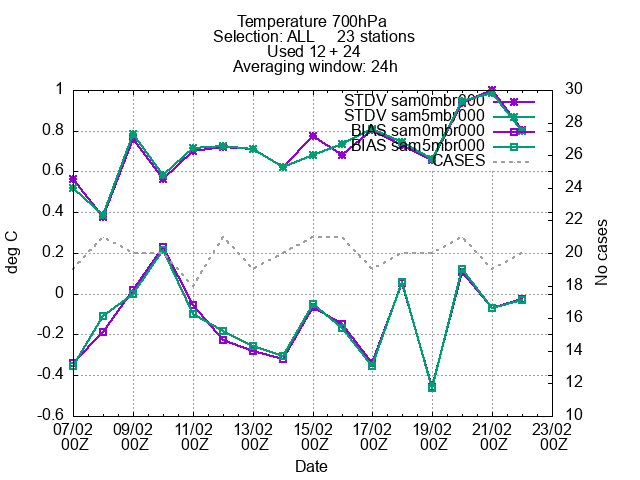 Temperature 700hPa
Selection: ALL 23 stations
Used 12 + 24
Averaging window: 24h
STDV sam0mbr000
STDV sam5mbr000
BIAS sam0mbr000
BIAS sam5mbr000
CASES
1
0.8
0.6
0.4
0.2
0
-0.2
-0.4
-0.6
deg C
30
28
26
24
22
20
18
16
14
12
10
No cases
07/02 09/02 11/02 13/02 15/02 17/02 19/02 21/02 23/02
00Z 00Z 00Z 00Z 00Z 00Z 00Z 00Z 00Z
Date